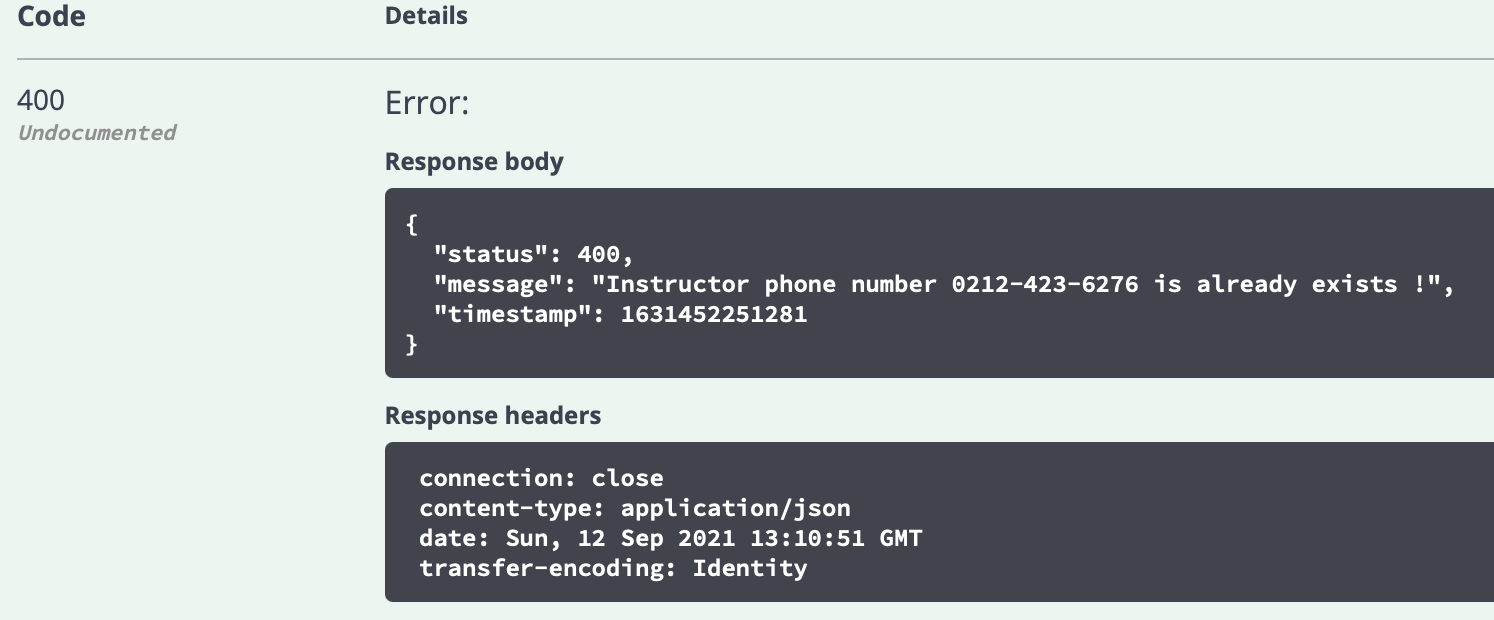 Code Details
400 Error:
Undocumented
Response body
{
"status": 400,
"message": "Instructor phone number 0212-423-6276 is already exists !",
"timestamp": 1631452251281
}
Response headers
connection: close
content-type: application/json
date: Sun, 12 Sep 2021 13:10:51 GMT
transfer-encoding: Identity